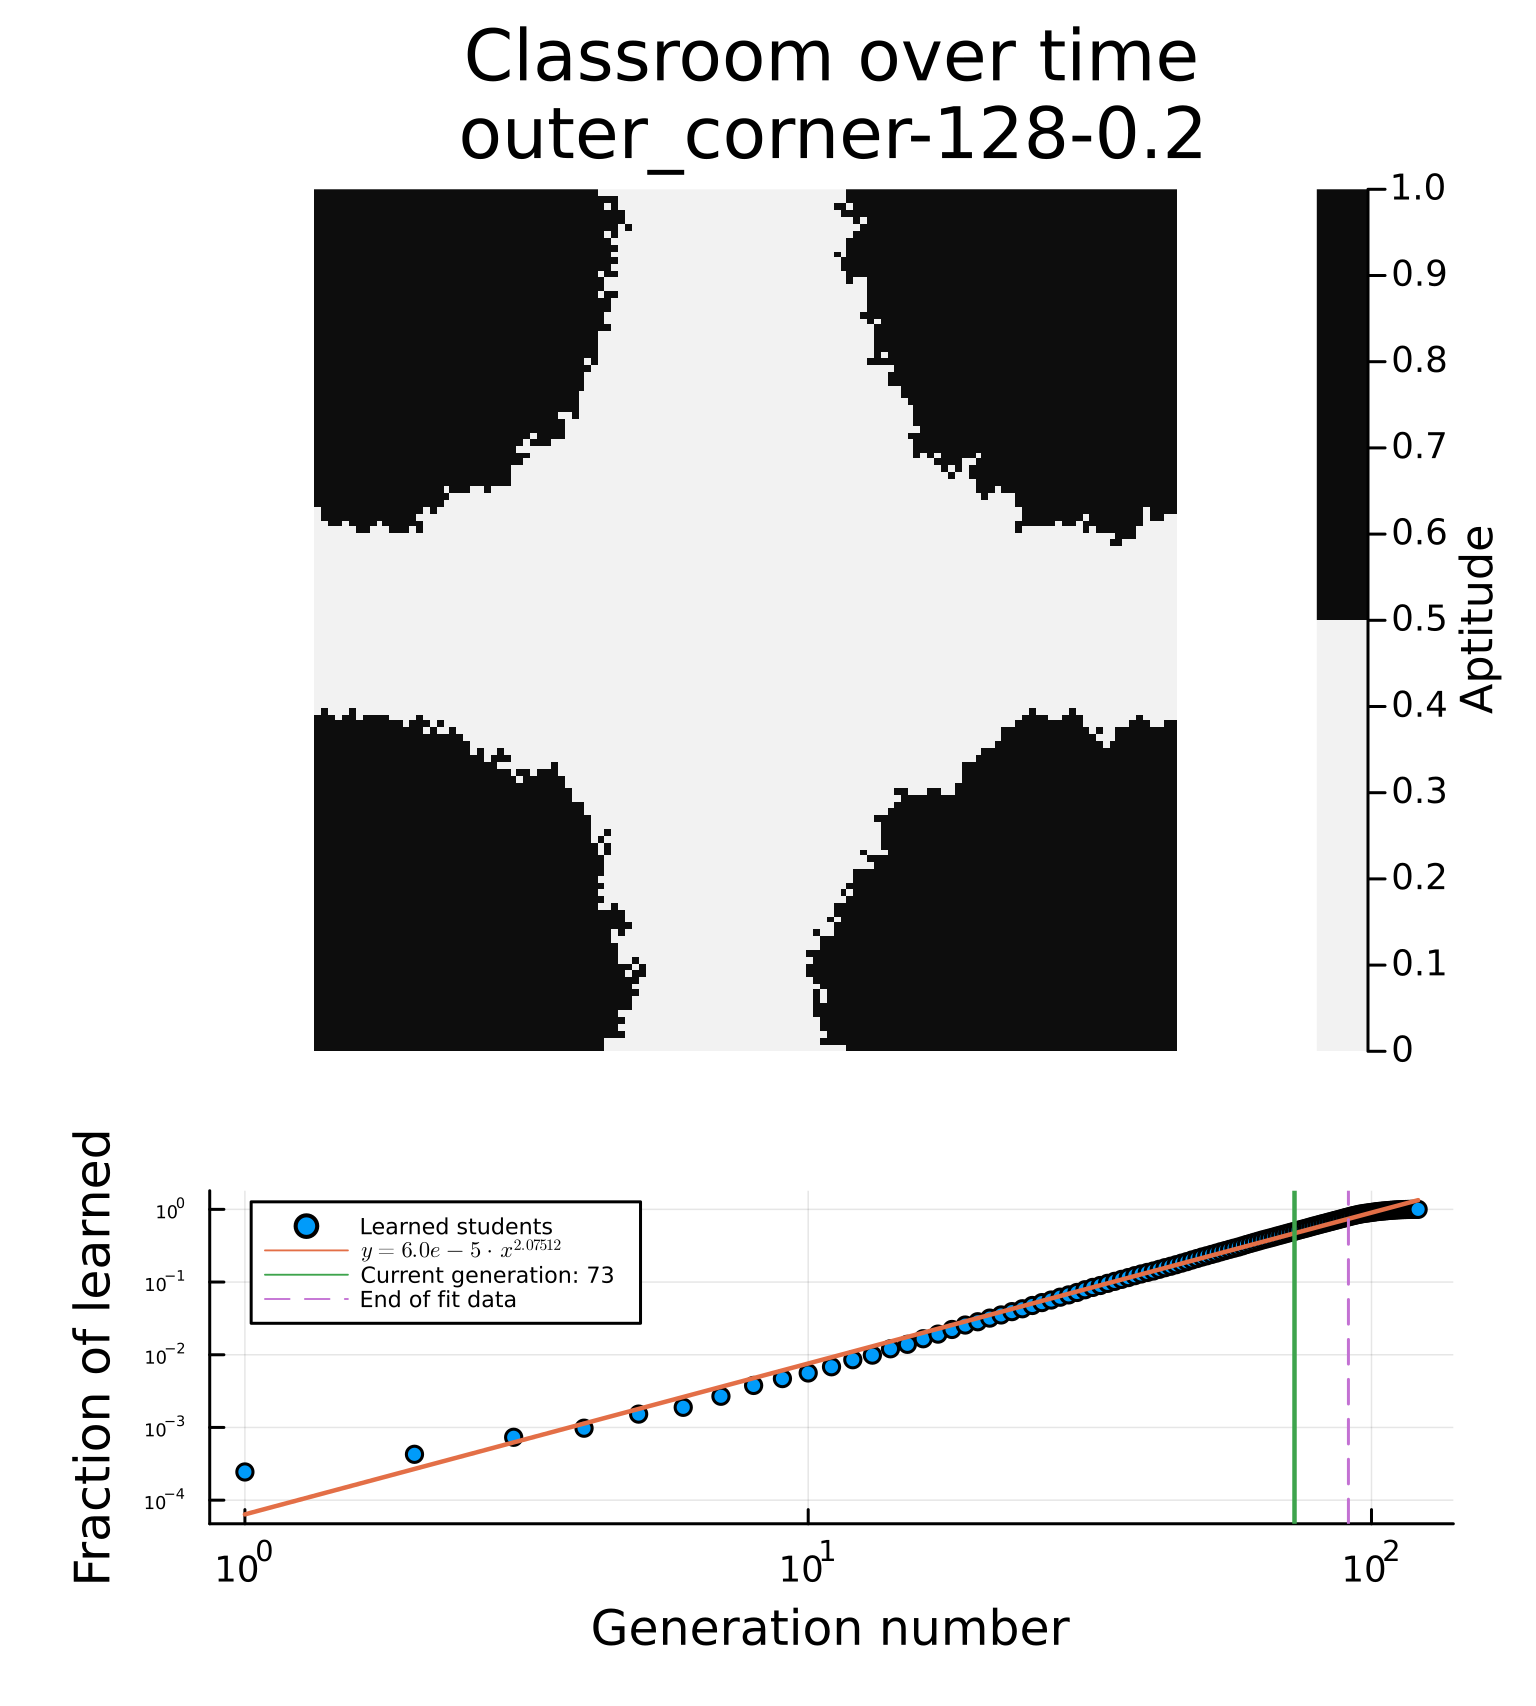 Classroom over time
outer_corner-128-0.2
1.0
0.9
0.8
0.7
0.6
0.5
0.4
0.3
0.2
0.1
0
Aptitude
Fraction of learned
10^0
10^-1
10^-2
10^-3
10^-4
Learned students
y = 6.0e − 5 · x^2.07512
Current generation: 73
End of fit data
10^0
10^1
10^2
Generation number